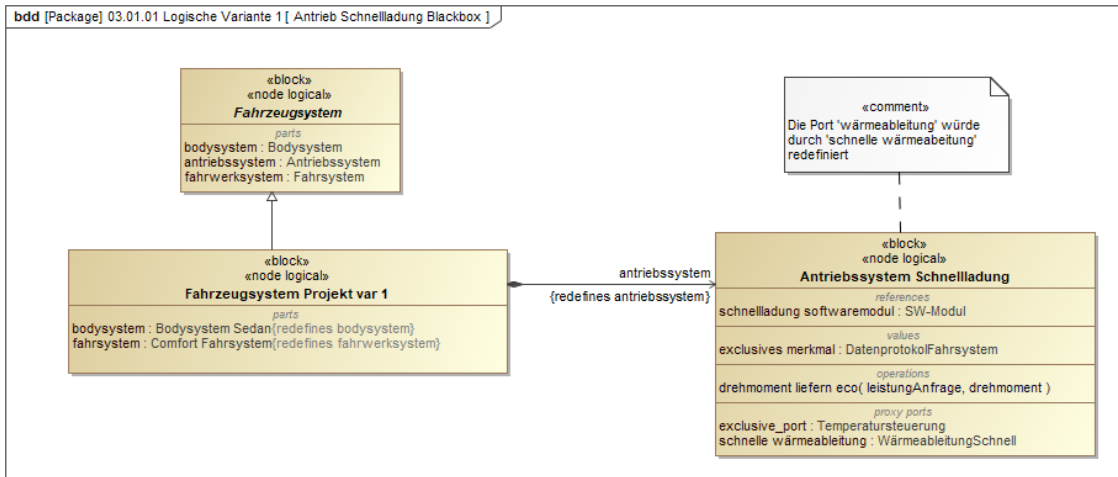 bdd [Package] 03.01.01 Logische Variante 1 [ Antrieb Schnellladung Blackbox ]
«block»
«node logical»
Fahrzeugsystem
parts
bodysystem : Bodysystem
antriebssystem : Antriebssystem
fahrwerksystem : Fahrsystem
«comment»
Die Port 'wärmeableitung' würde
durch 'schnelle wärmeabeitung'
redefiniert
«block»
«node logical»
Fahrzeugsystem Projekt var 1
parts
bodysystem : Bodysystem Sedan{redefines bodysystem}
fahrsystem : Comfort Fahrsystem{redefines fahrwerksystem}
antriebssystem
{redefines antriebssystem}
«block»
«node logical»
Antriebssystem Schnellladung
references
schnellladung softwaremodul : SW-Modul
values
exclusives merkmal : DatenprotokolFahrsystem
operations
drehmoment liefern eco( leistungAnfrage, drehmoment )
proxy ports
exclusive_port : Temperatursteuerung
schnelle wärmeableitung : WärmeableitungSchnell